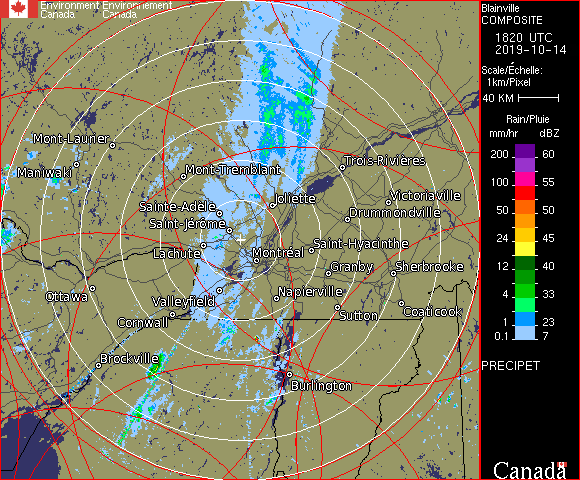 Environment Environnement
Canada Canada
Blainville
COMPOSITE
1820 UTC
2019-10-14
Scale/Échelle:
1km/Pixel
40 KM
Rain/Pluie
mm/hr dBZ
200 60
150 57
100 55
50 50
24 45
12 40
4 33
1 23
0.1 7
PRECIPET
Canada
Mont-Laurier
Maniwaki
Mont-Tremblant
Trois-Rivières
Sainte-Adèle
Joliette
Victoriaville
Drummondville
Saint-Jérôme
Lachute
Montréal
Saint-Hyacinthe
Granby
Sherbrooke
Ottawa
Valleyfield
Napierville
Cornwall
Sutton
Coaticook
Brockville
Burlington